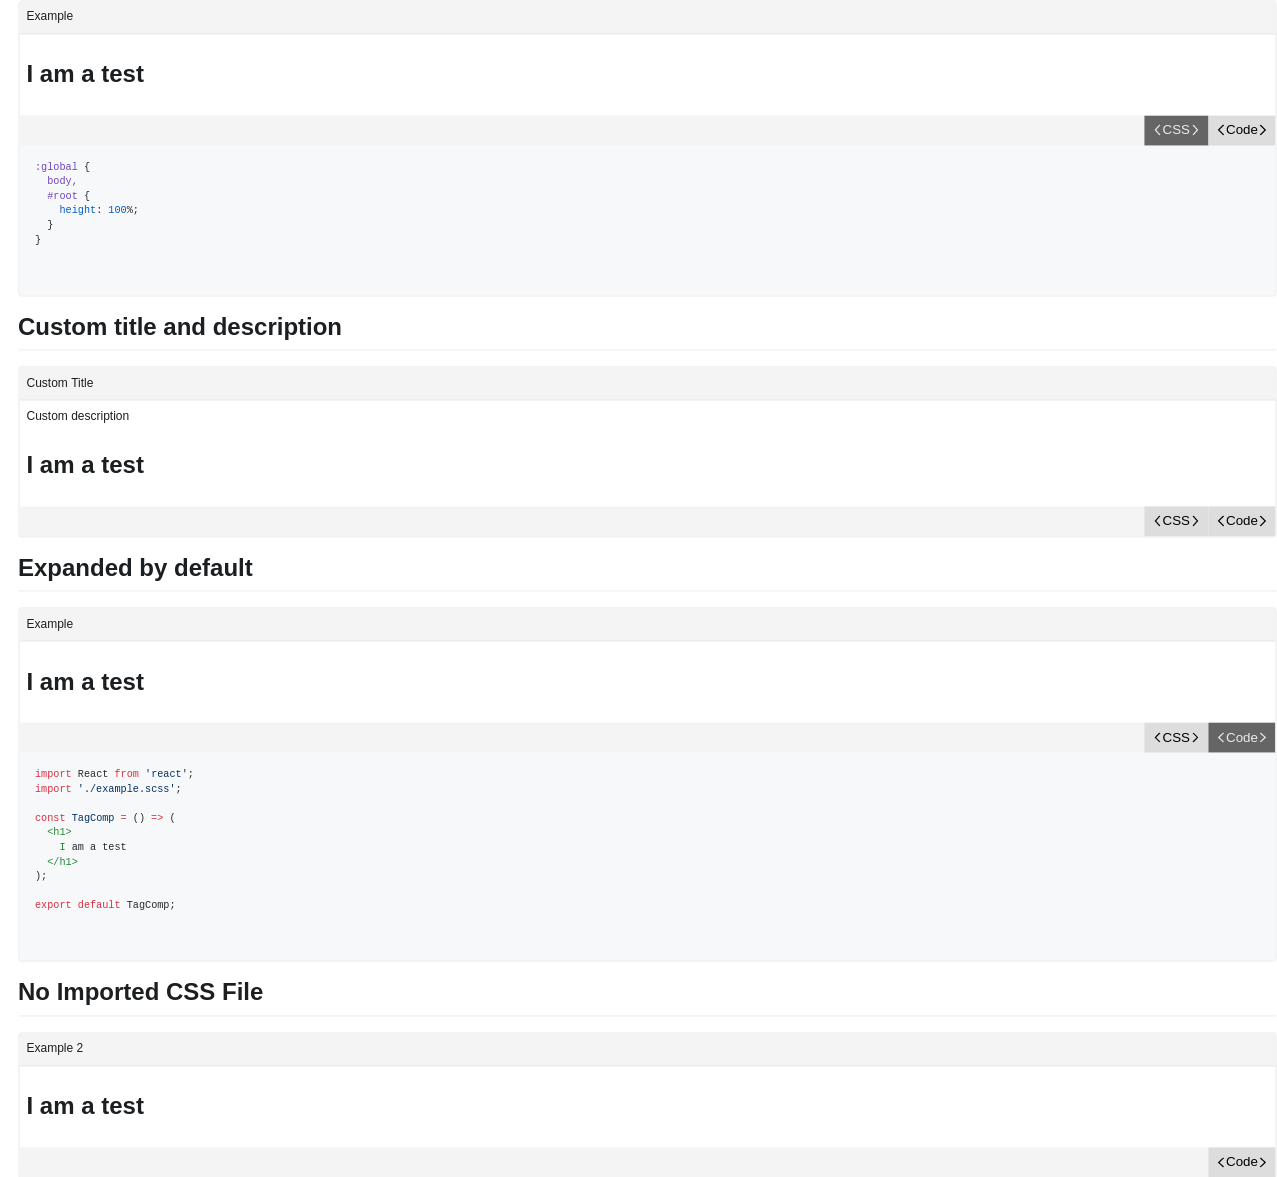 Example
I am a test
<CSS> <Code>
:global {
  body,
  #root {
    height: 100%;
  }
}
Custom title and description
Custom Title
Custom description
I am a test
<CSS> <Code>
Expanded by default
Example
I am a test
<CSS> <Code>
import React from 'react';
import './example.scss';
const TagComp = () => (
  <h1>
    I am a test
  </h1>
);
export default TagComp;
No Imported CSS File
Example 2
I am a test
<Code>